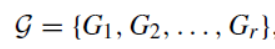 𝒢 = {G₁, G₂, . . . , Gᵣ},